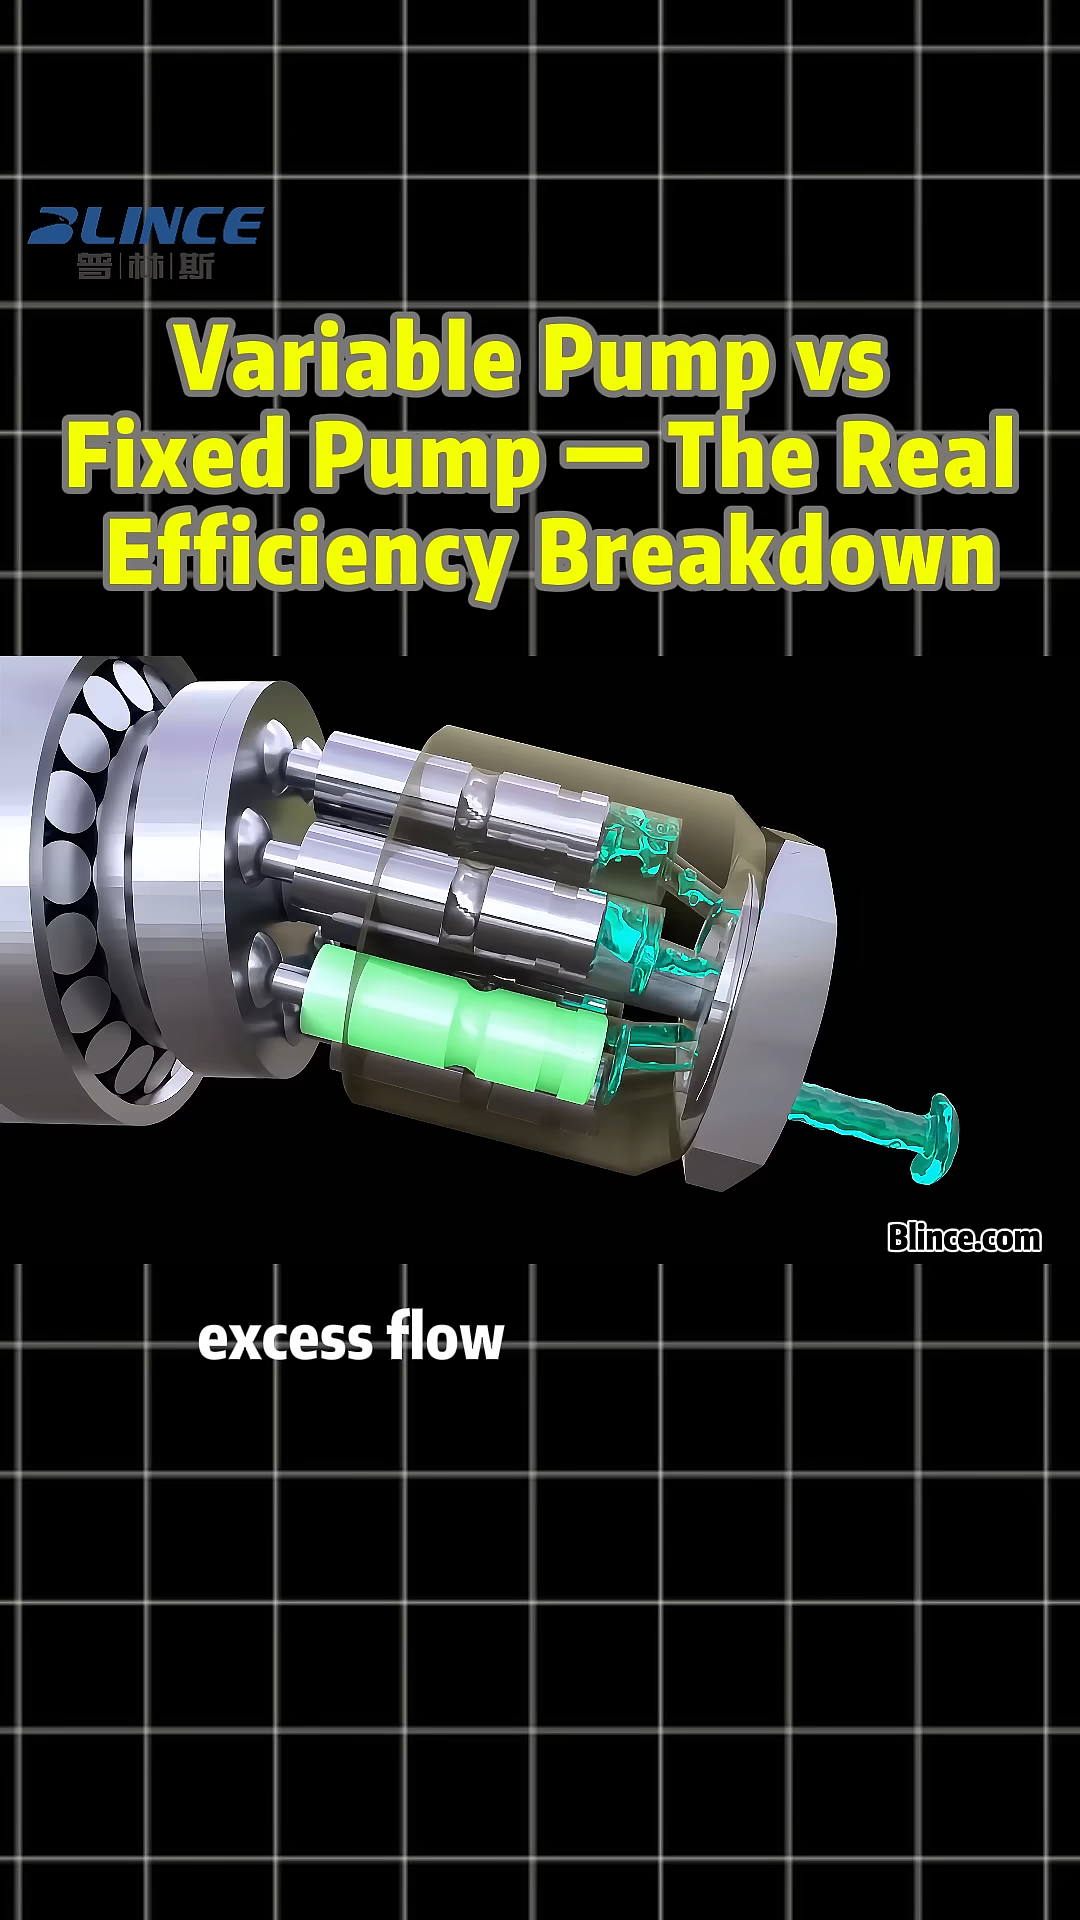 BLINCE
普林斯
Variable Pump vs
Fixed Pump — The Real
Efficiency Breakdown
Blince.com
excess flow